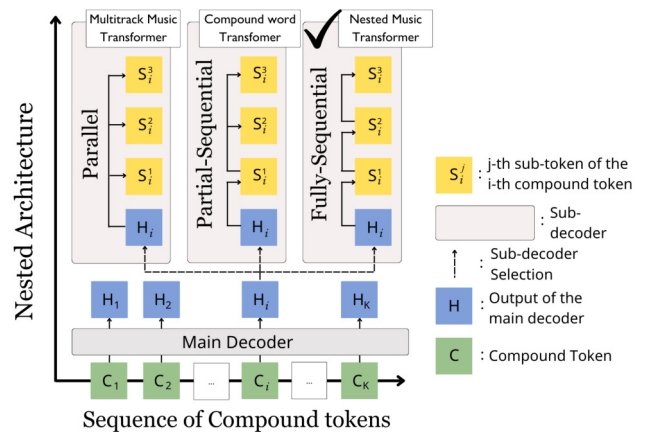 Multitrack Music
Transformer
Compound word
Transfomer
Nested Music
Transformer
Nested Architecture
Parallel
S_i^3
S_i^2
S_i^1
H_i
Partial-Sequential
S_i^3
S_i^2
S_i^1
H_i
Fully-Sequential
S_i^3
S_i^2
S_i^1
H_i
H_1
H_2
H_i
H_K
Main Decoder
C_1
C_2
...
C_i
...
C_K
Sequence of Compound tokens
S_i^j : j-th sub-token of the
i-th compound token
: Sub-
decoder
: Sub-decoder
Selection
H : Output of the
main decoder
C : Compound Token